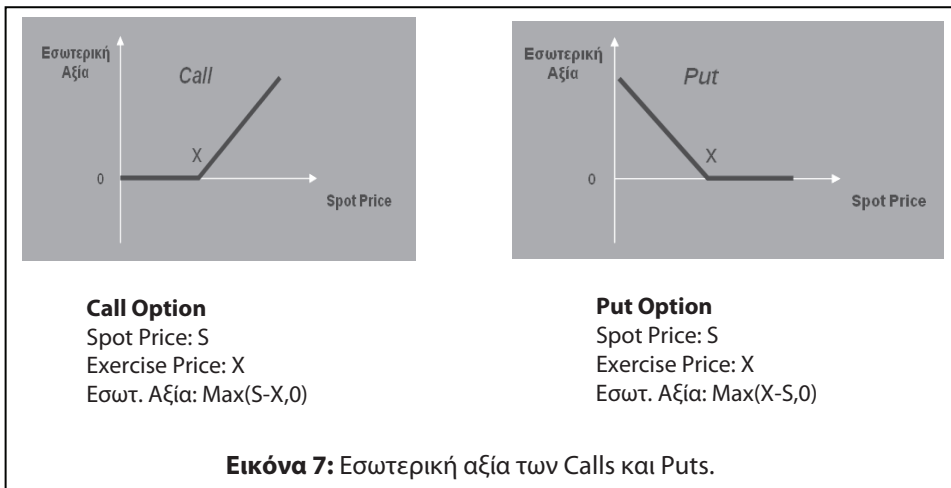 Εσωτερική
Αξία
Call
X
0
Spot Price
Εσωτερική
Αξία
Put
X
0
Spot Price
Call Option
Spot Price: S
Exercise Price: X
Εσωτ. Αξία: Max(S-X,0)
Put Option
Spot Price: S
Exercise Price: X
Εσωτ. Αξία: Max(X-S,0)
Εικόνα 7: Εσωτερική αξία των Calls και Puts.